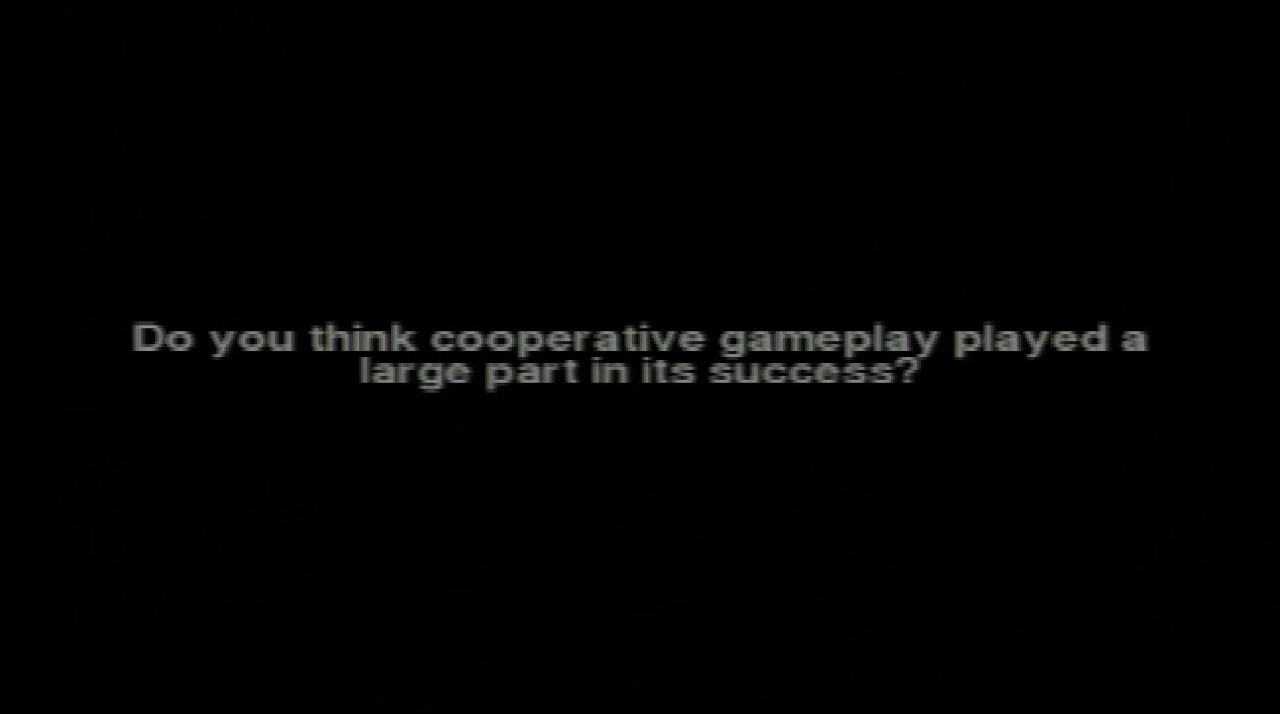 Do you think cooperative gameplay played a
large part in its success?